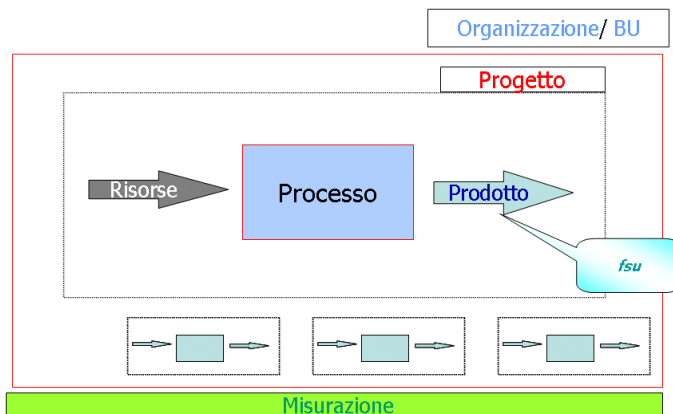 Organizzazione/ BU
Progetto
Risorse
Processo
Prodotto
fsu
Misurazione